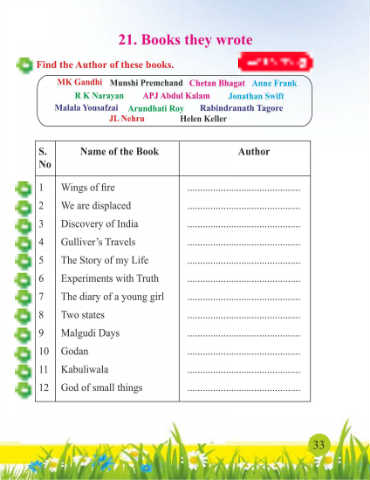 21. Books they wrote
Find the Author of these books.
MK Gandhi Munshi Premchand Chetan Bhagat Anne Frank
R K Narayan APJ Abdul Kalam Jonathan Swift
Malala Yousafzai Arundhati Roy Rabindranath Tagore
JL Nehru Helen Keller
S. No Name of the Book Author
1 Wings of fire ............................................
2 We are displaced ............................................
3 Discovery of India ............................................
4 Gulliver's Travels ............................................
5 The Story of my Life ............................................
6 Experiments with Truth ............................................
7 The diary of a young girl ............................................
8 Two states ............................................
9 Malgudi Days ............................................
10 Godan ............................................
11 Kabuliwala ............................................
12 God of small things ............................................
33